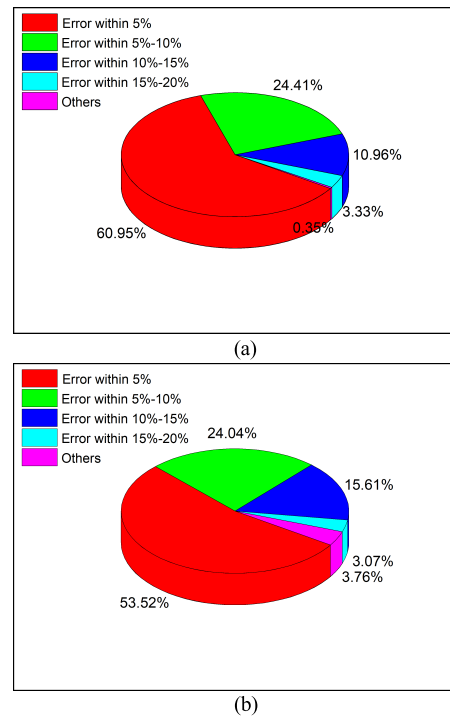 Error within 5%
Error within 5%-10%
Error within 10%-15%
Error within 15%-20%
Others
24.41%
10.96%
3.33%
0.35%
60.95%
(a)
Error within 5%
Error within 5%-10%
Error within 10%-15%
Error within 15%-20%
Others
24.04%
15.61%
3.07%
3.76%
53.52%
(b)